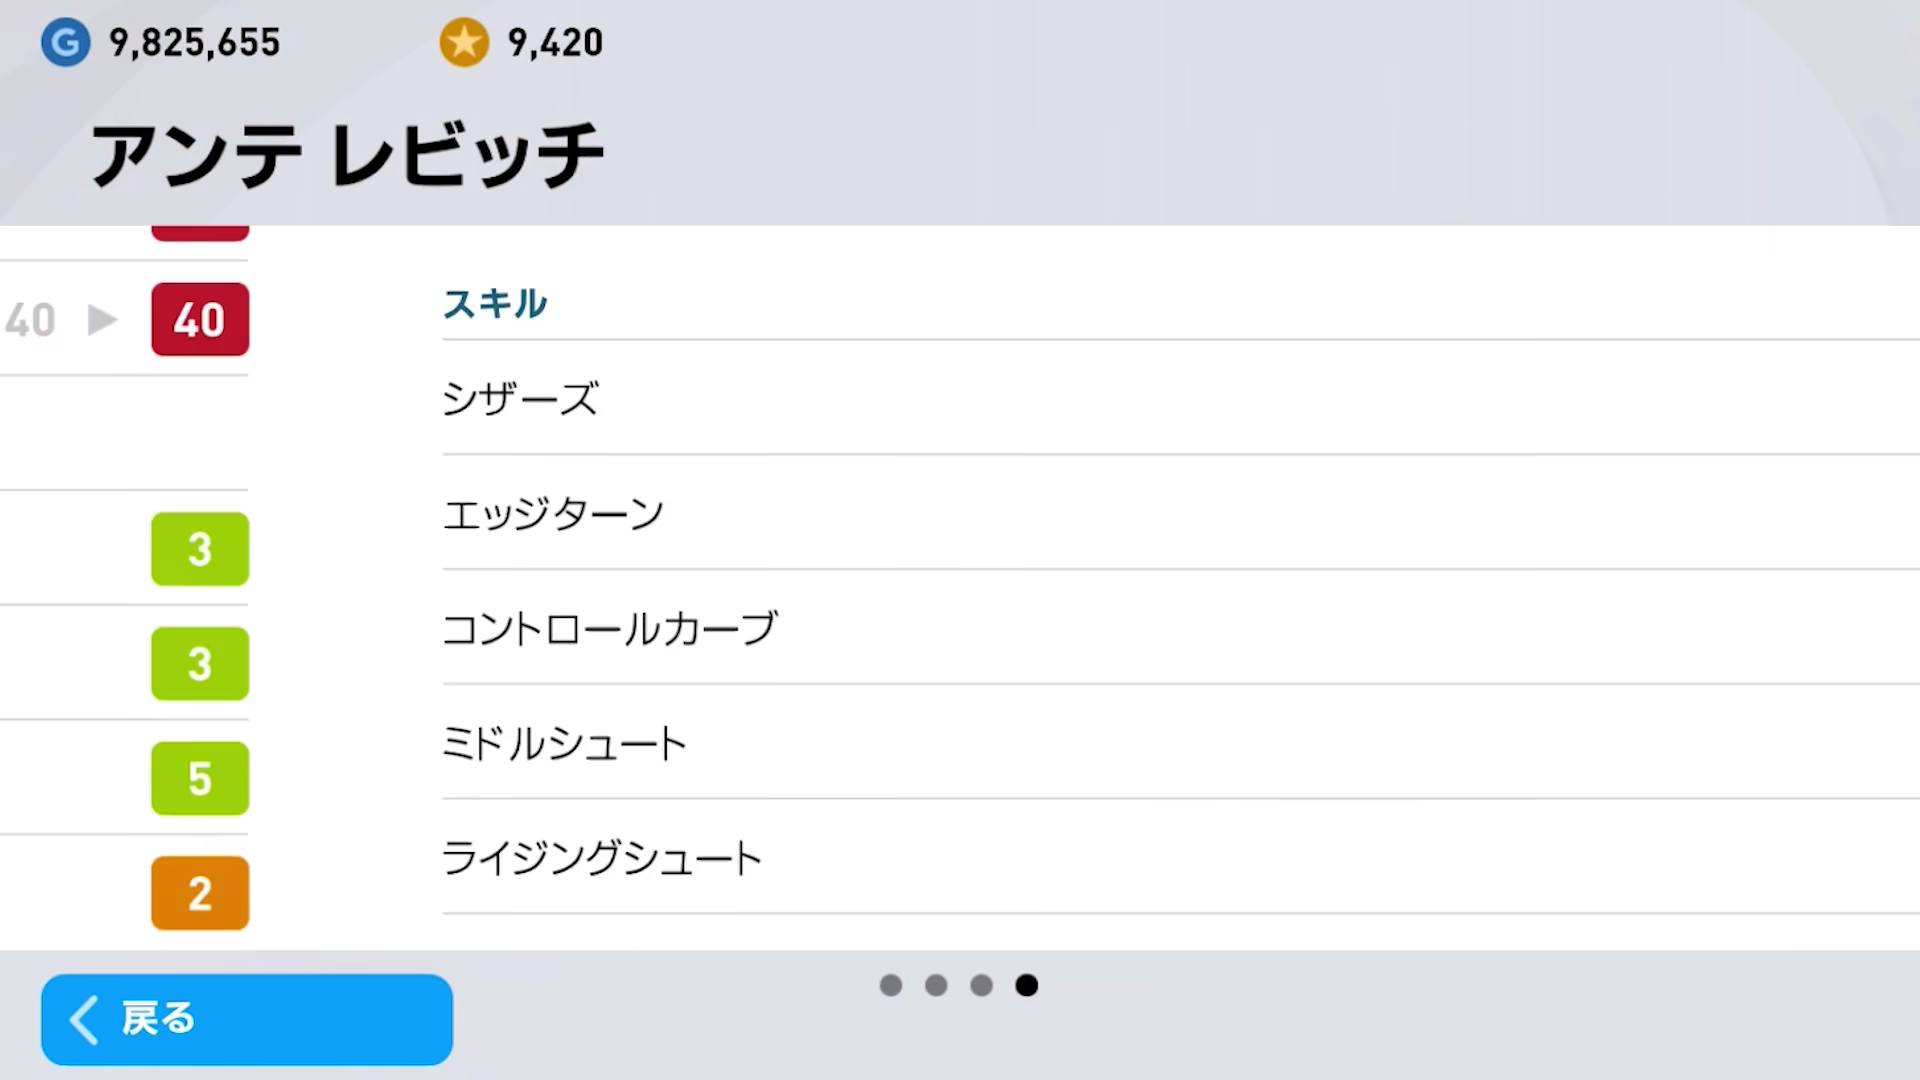 G 9,825,655 9,420
アンテ レビッチ
40 ▶ 40
3
3
5
2
スキル
シザーズ
エッジターン
コントロールカーブ
ミドルシュート
ライジングシュート
戻る